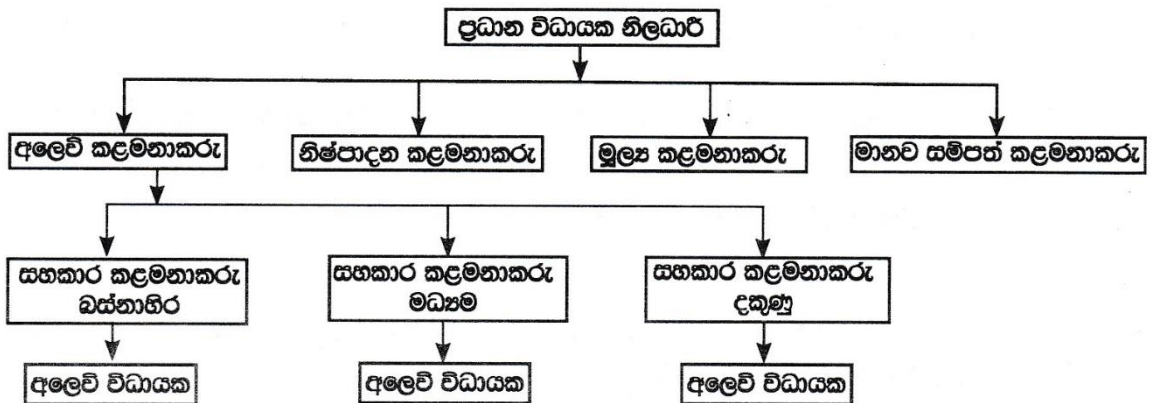 ප්‍රධාන විධායක නිලධාරී
අලෙවි කළමනාකරු
නිෂ්පාදන කළමනාකරු
මූල්‍ය කළමනාකරු
මානව සම්පත් කළමනාකරු
සහකාර කළමනාකරු
බස්නාහිර
සහකාර කළමනාකරු
මධ්‍යම
සහකාර කළමනාකරු
දකුණු
අලෙවි විධායක
අලෙවි විධායක
අලෙවි විධායක